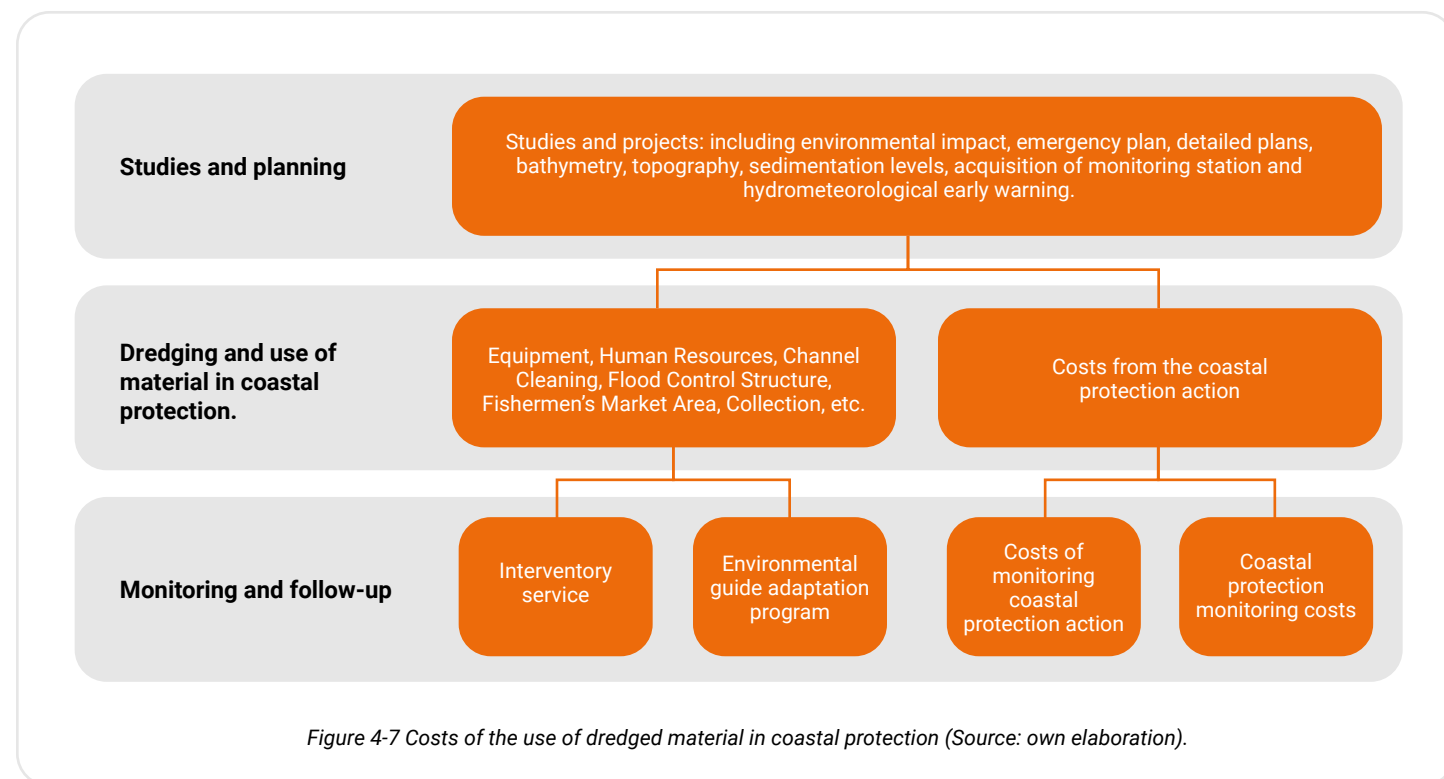 Studies and planning
Studies and projects: including environmental impact, emergency plan, detailed plans,
bathymetry, topography, sedimentation levels, acquisition of monitoring station and
hydrometeorological early warning.
Dredging and use of
material in coastal
protection.
Equipment, Human Resources, Channel
Cleaning, Flood Control Structure,
Fishermen’s Market Area, Collection, etc.
Costs from the coastal
protection action
Monitoring and follow-up
Interventory
service
Environmental
guide adaptation
program
Costs of
monitoring
coastal
protection action
Coastal
protection
monitoring costs
Figure 4-7 Costs of the use of dredged material in coastal protection (Source: own elaboration).